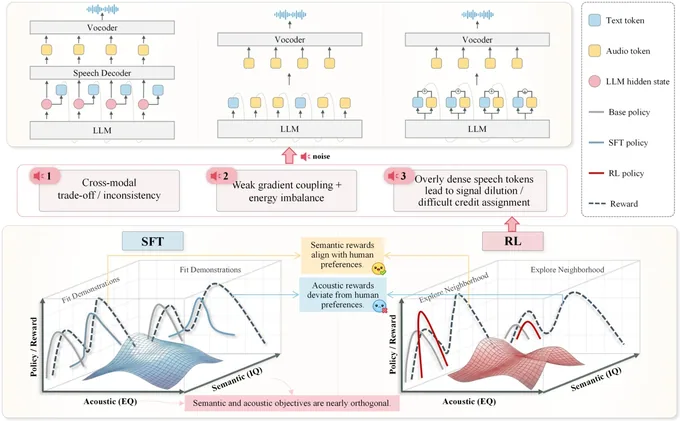 Vocoder
Speech Decoder
LLM
Vocoder
LLM
Vocoder
LLM
Text token
Audio token
LLM hidden state
Base policy
SFT policy
RL policy
Reward
noise
1
Cross-modal
trade-off / inconsistency
2
Weak gradient coupling +
energy imbalance
3
Overly dense speech tokens
lead to signal dilution /
difficult credit assignment
SFT
Semantic rewards
align with human
preferences.
Acoustic rewards
deviate from human
preferences.
RL
Fit Demonstrations
Fit Demonstrations
Policy / Reward
Acoustic (EQ)
Semantic (IQ)
Explore Neighborhood
Explore Neighborhood
Policy / Reward
Acoustic (EQ)
Semantic (IQ)
Semantic and acoustic objectives are nearly orthogonal.